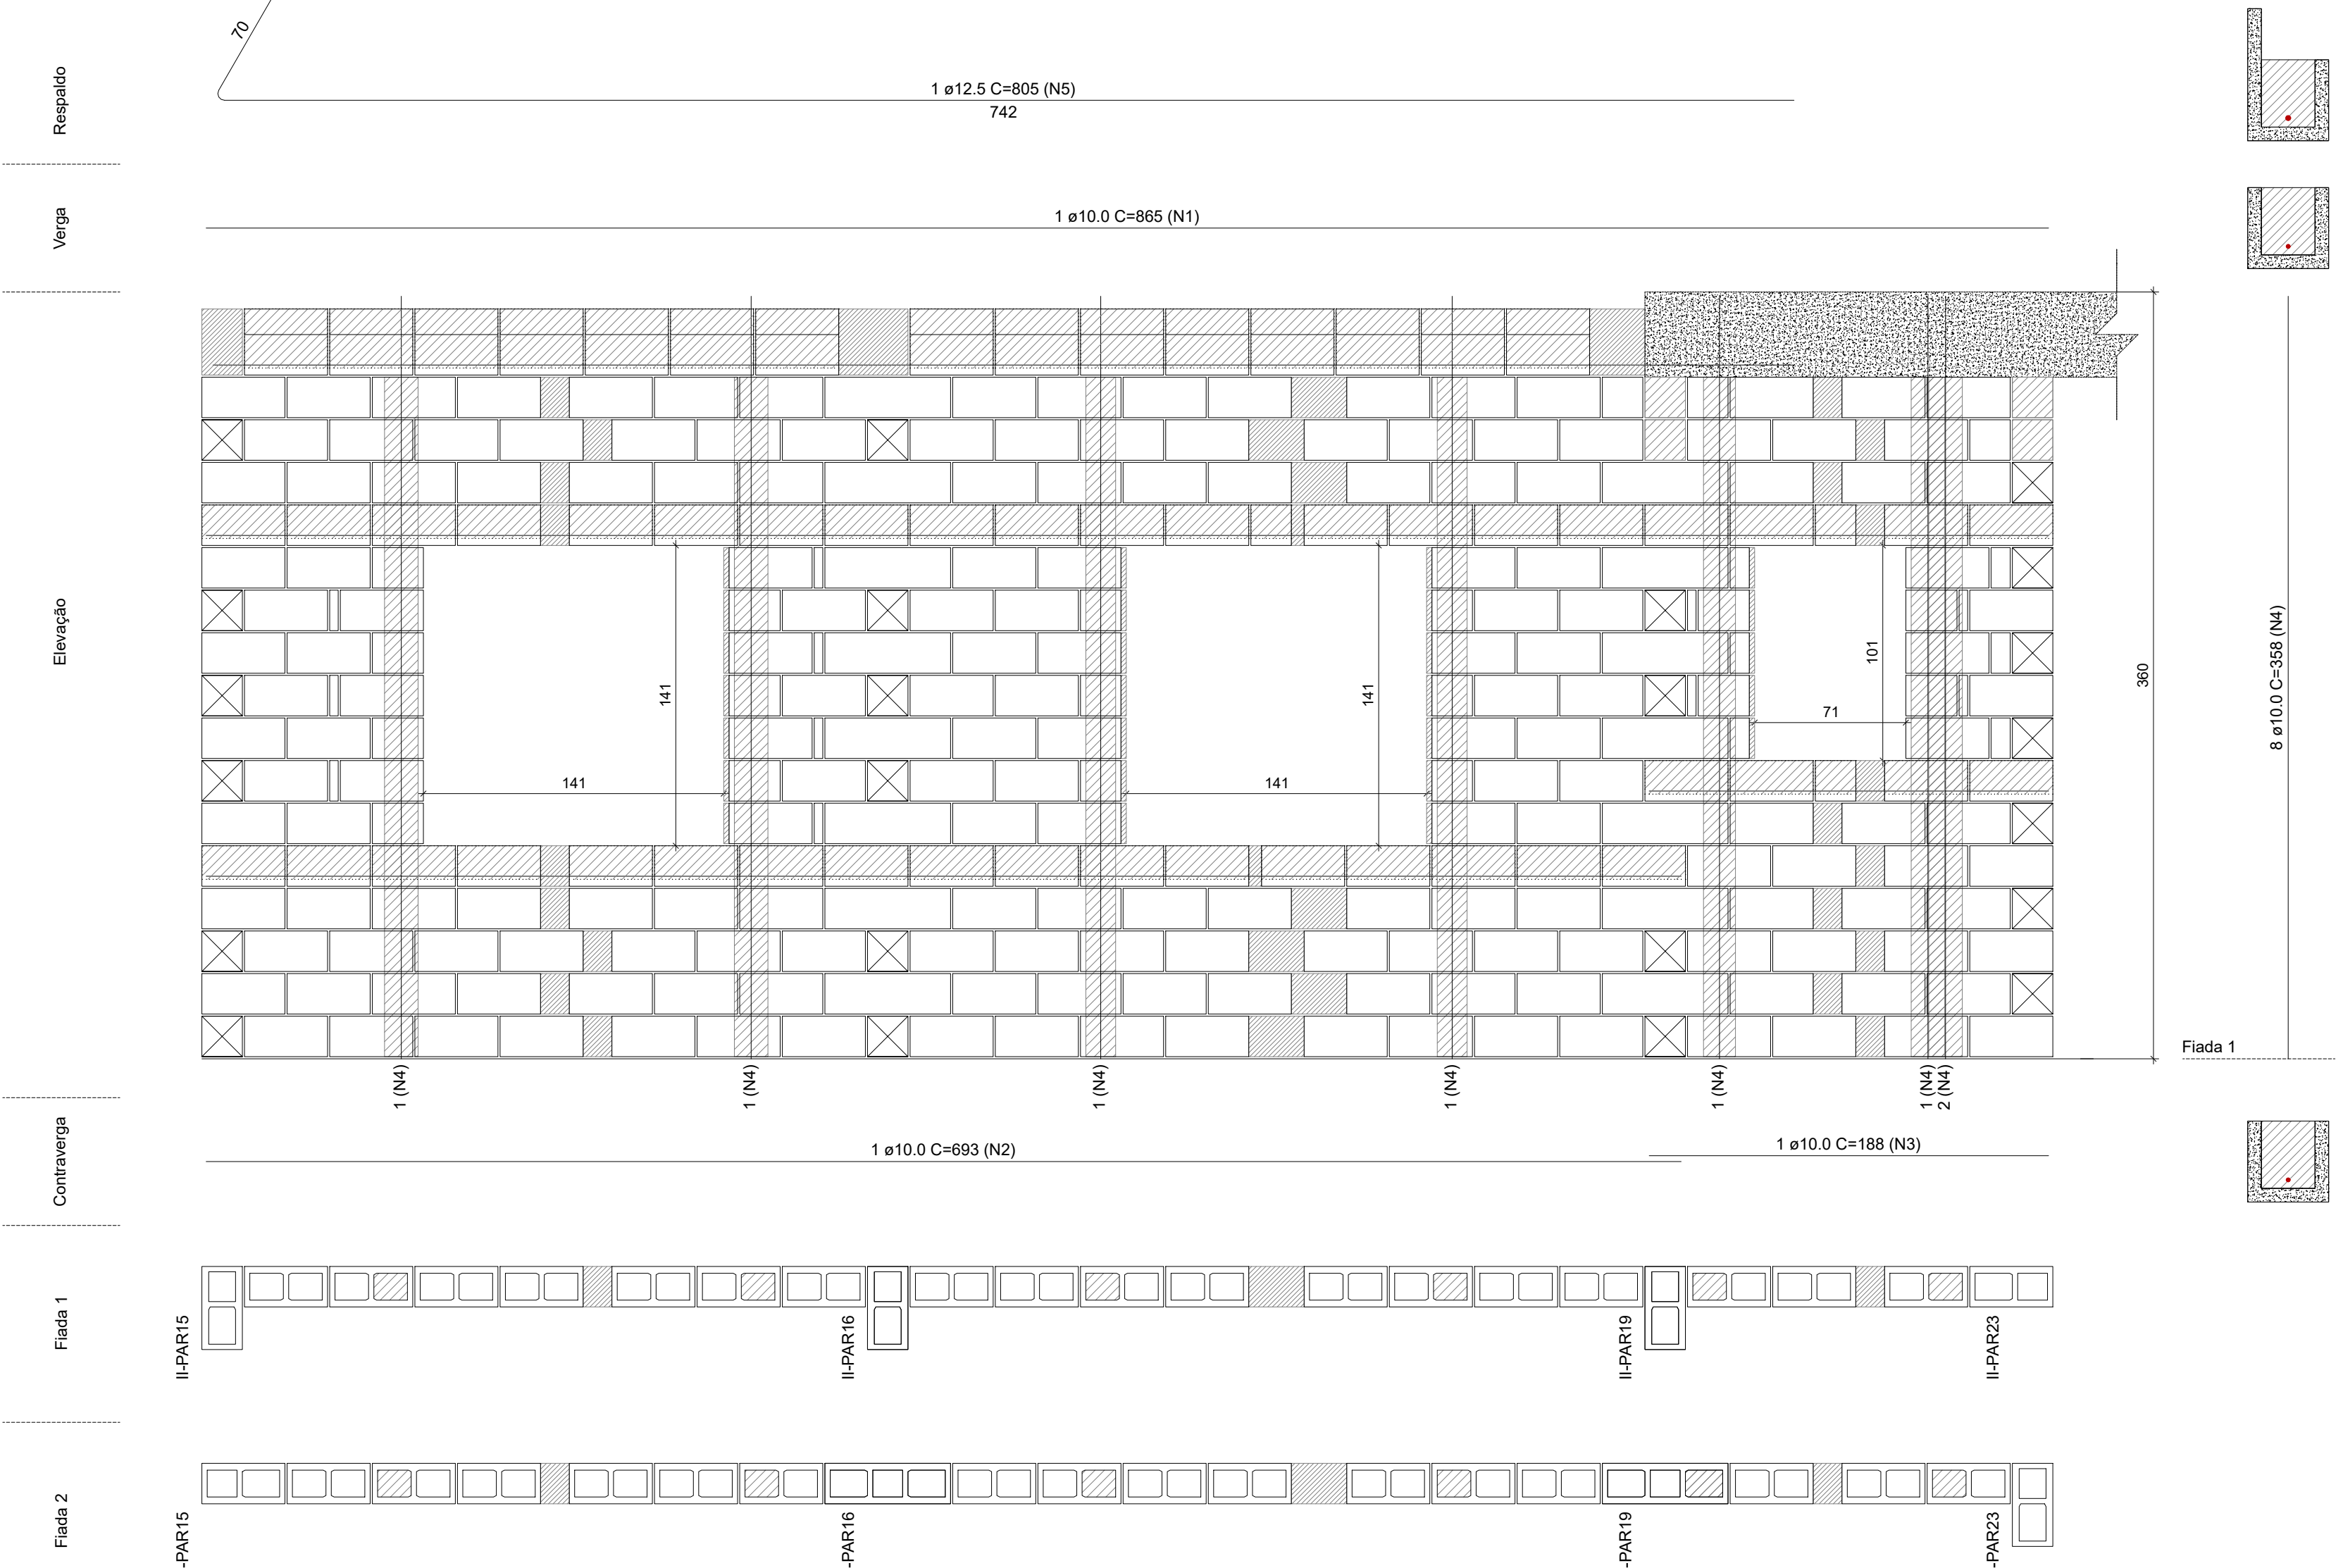 70
Respaldo
1 ø12.5 C=805 (N5)
742
Verga
1 ø10.0 C=865 (N1)
Elevação
141
141
141
141
101
71
360
8 ø10.0 C=358 (N4)
Fiada 1
1 (N4)
1 (N4)
1 (N4)
1 (N4)
1 (N4)
1 (N4)
2 (N4)
Contraverga
1 ø10.0 C=693 (N2)
1 ø10.0 C=188 (N3)
Fiada 1
II-PAR15
II-PAR16
II-PAR19
II-PAR23
Fiada 2
-PAR15
-PAR16
-PAR19
-PAR23